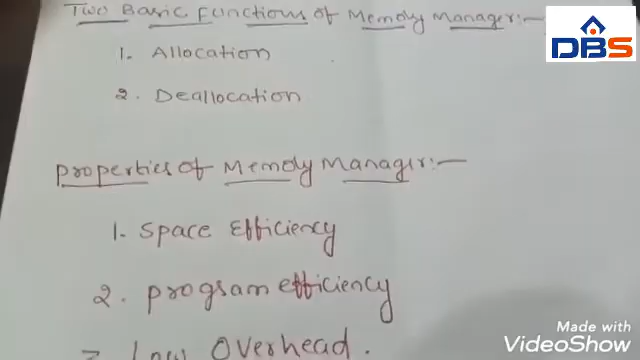 Two Basic Functions of Memory Manager:-
1. Allocation
2. Deallocation
Properties of Memory Manager:-
1. Space Efficiency
2. program efficiency
3. Low Overhead.
DBS
Made with
VideoShow